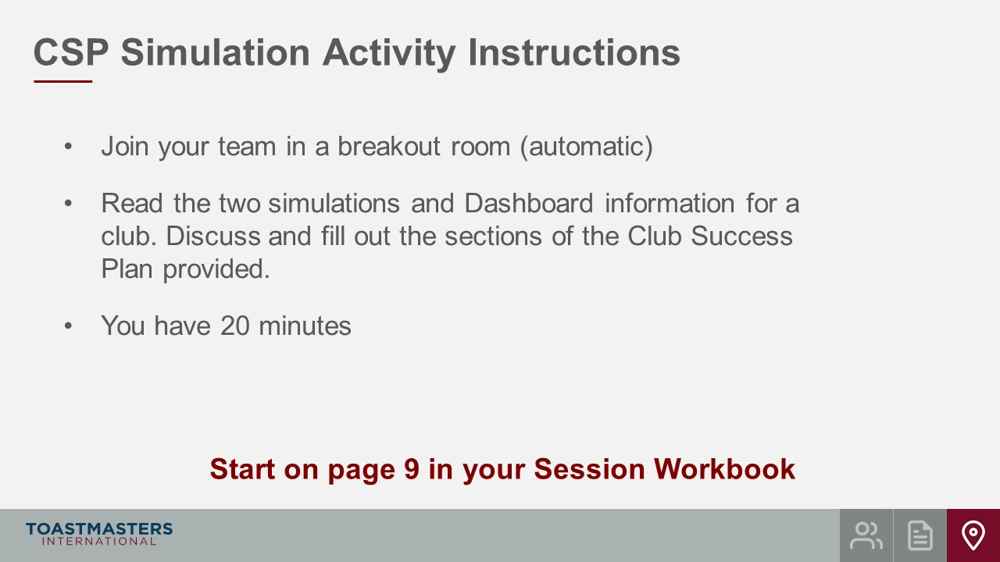 CSP Simulation Activity Instructions
• Join your team in a breakout room (automatic)
• Read the two simulations and Dashboard information for a
club. Discuss and fill out the sections of the Club Success
Plan provided.
• You have 20 minutes
Start on page 9 in your Session Workbook
TOASTMASTERS
INTERNATIONAL